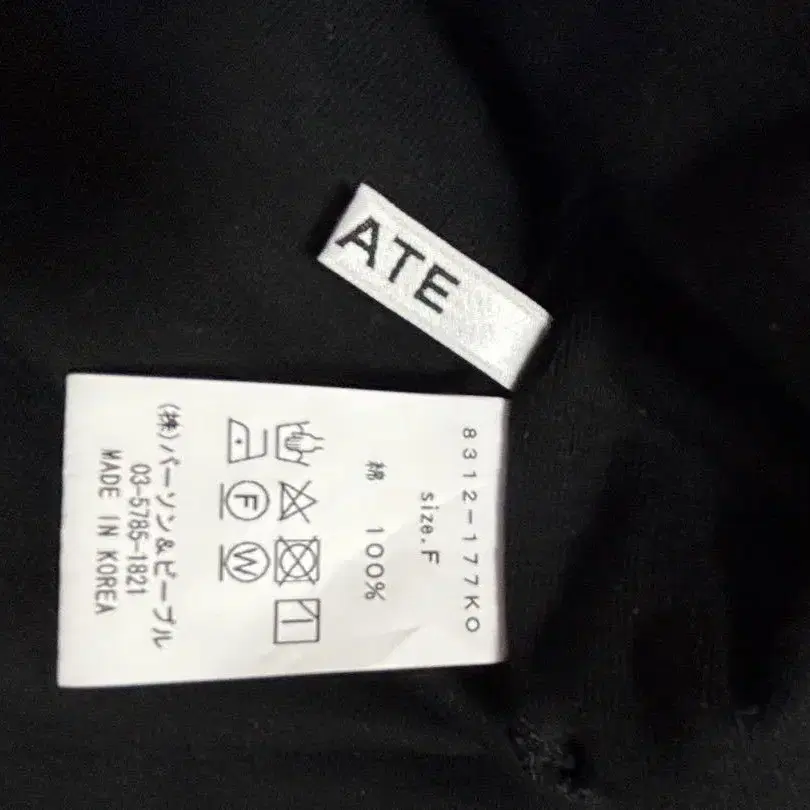 ATE
8312-177KO
size.F
綿 100%
F
W
(株)パーソン&ピープル
03-5785-1821
MADE IN KOREA